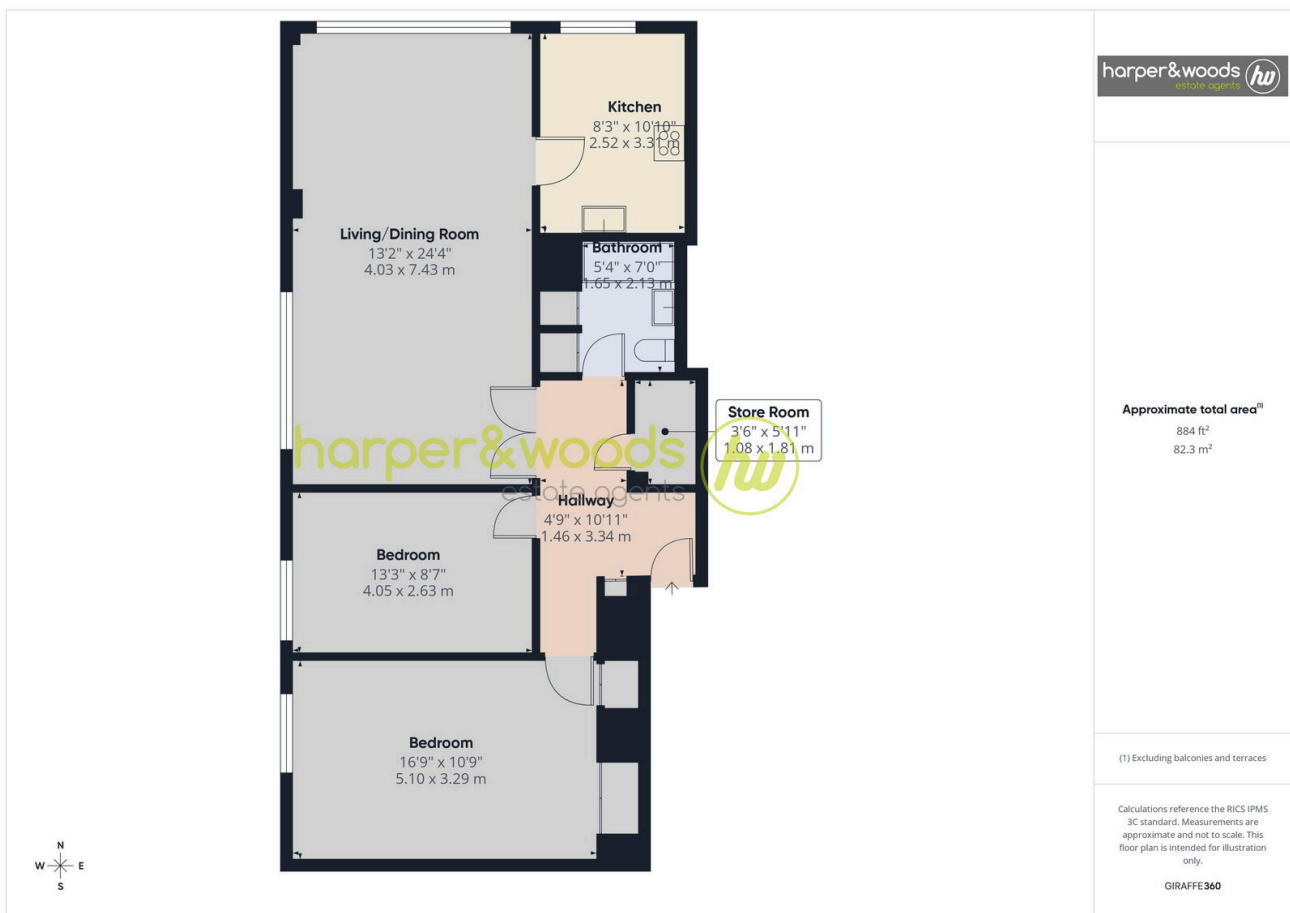 harper&woods hw
estate agents
Kitchen
8'3" x 10'10"
2.52 x 3.31 m
Living/Dining Room
13'2" x 24'4"
4.03 x 7.43 m
Bathroom
5'4" x 7'0"
1.65 x 2.13 m
Store Room
3'6" x 5'11"
1.08 x 1.81 m
harper&woods hw
estate agents
Hallway
4'9" x 10'11"
1.46 x 3.34 m
Bedroom
13'3" x 8'7"
4.05 x 2.63 m
Bedroom
16'9" x 10'9"
5.10 x 3.29 m
N
W E
S
Approximate total area(1)
884 ft²
82.3 m²
(1) Excluding balconies and terraces
Calculations reference the RICS IPMS
3C standard. Measurements are
approximate and not to scale. This
floor plan is intended for illustration
only.
GIRAFFE360